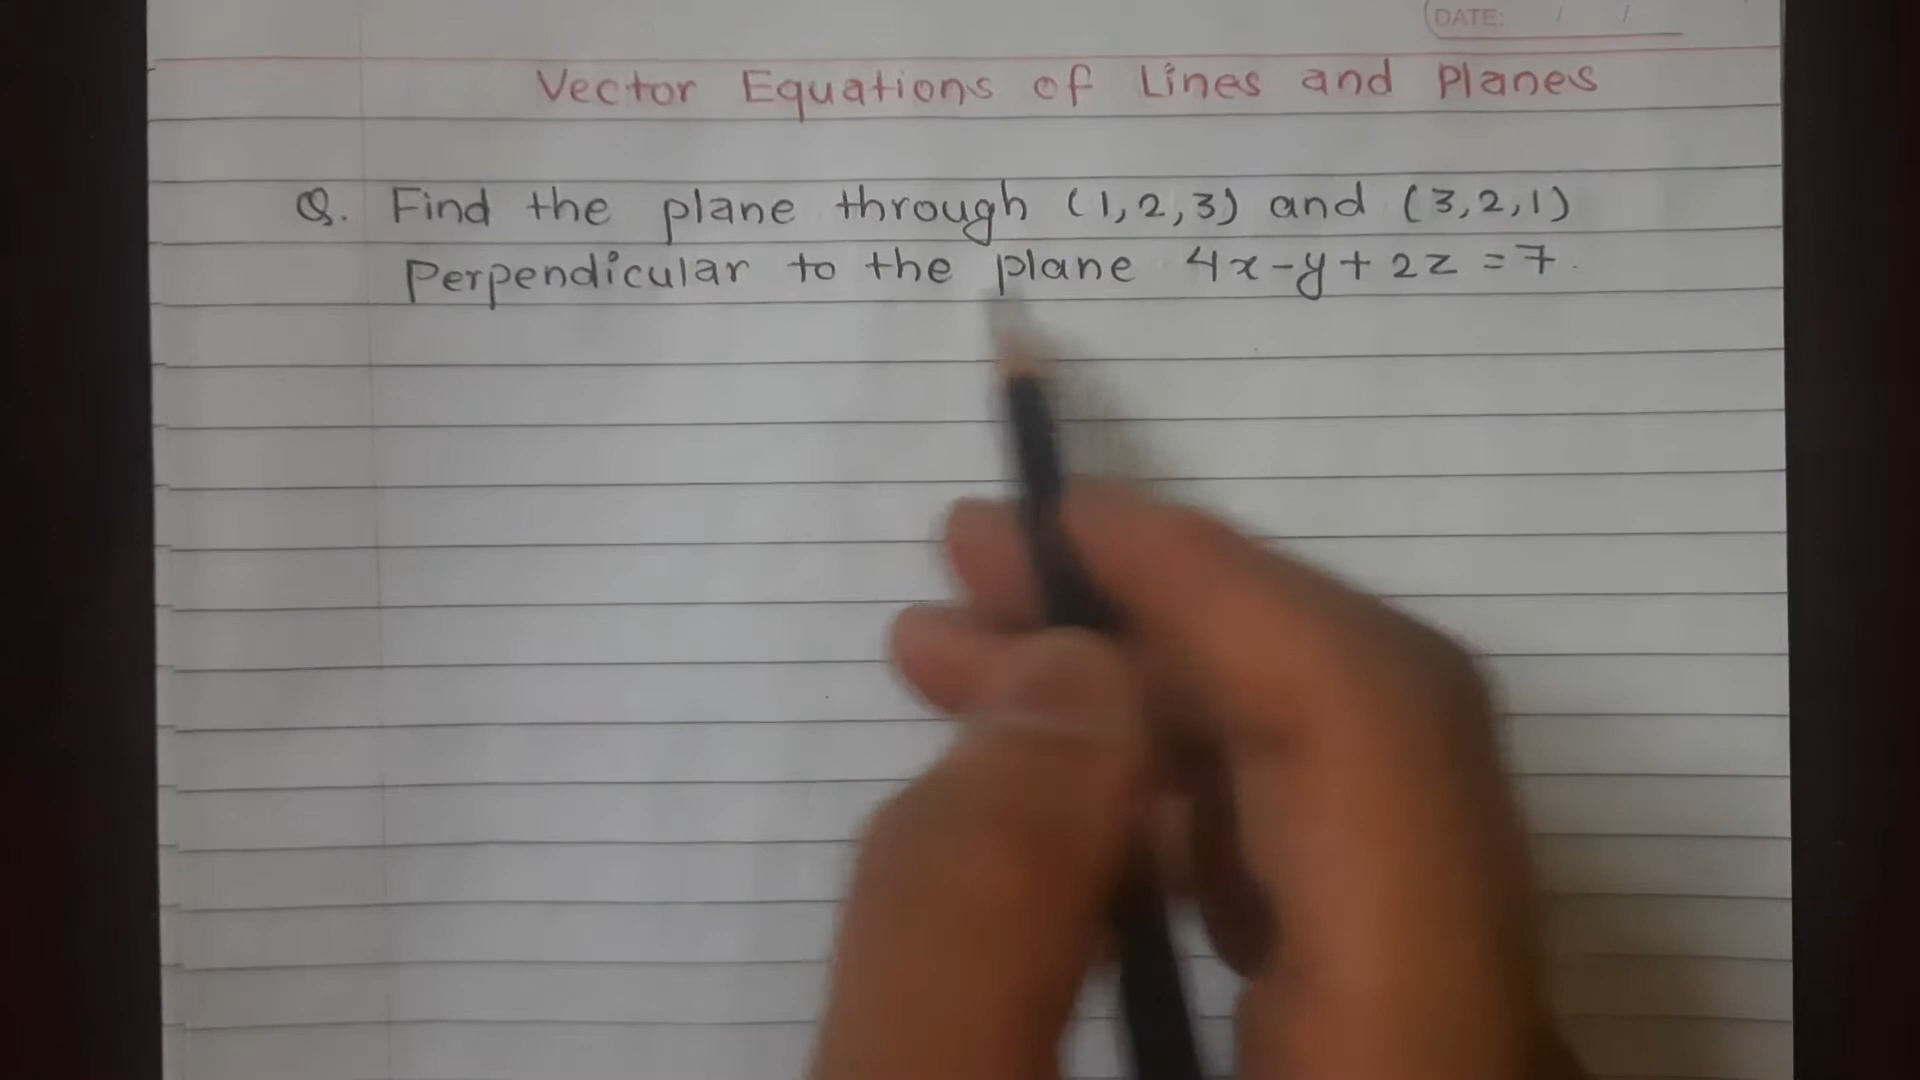 DATE: / /
Vector Equations of Lines and Planes
Q. Find the plane through (1,2,3) and (3,2,1)
Perpendicular to the plane 4x-y+2z=7.